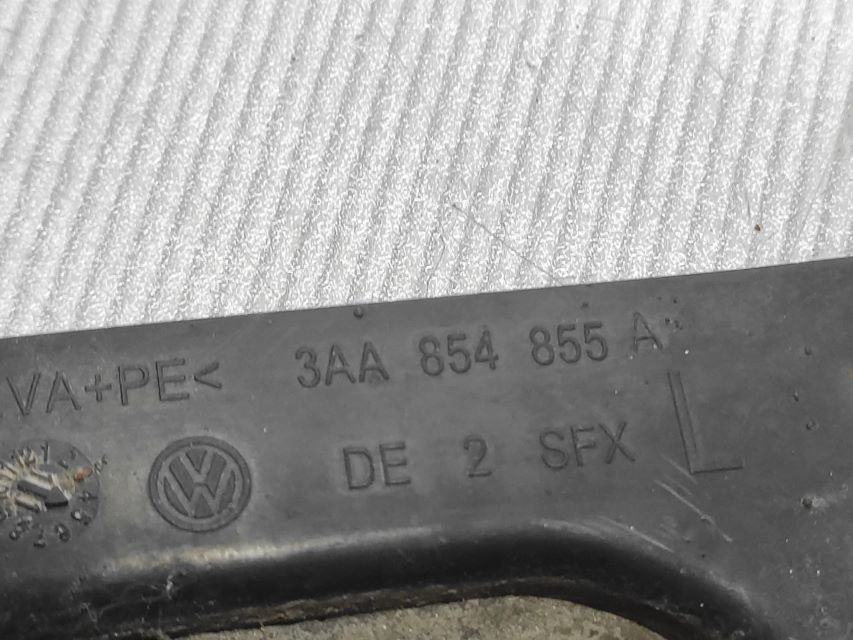 VA+PE< 3AA 854 855 A
DE 2 SFX L